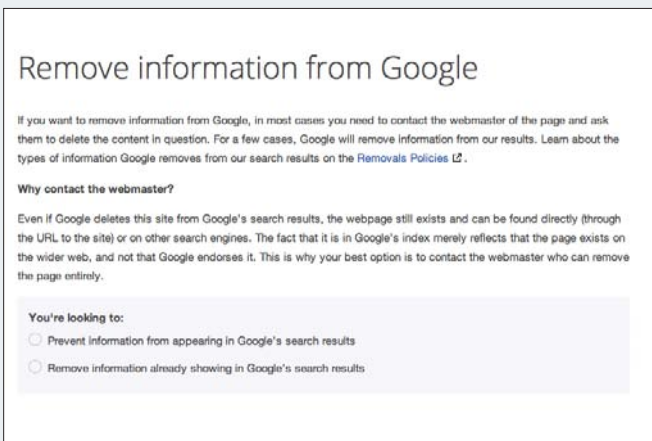 Remove information from Google
If you want to remove information from Google, in most cases you need to contact the webmaster of the page and ask
them to delete the content in question. For a few cases, Google will remove information from our results. Learn about the
types of information Google removes from our search results on the Removals Policies.
Why contact the webmaster?
Even if Google deletes this site from Google's search results, the webpage still exists and can be found directly (through
the URL to the site) or on other search engines. The fact that it is in Google's index merely reflects that the page exists on
the wider web, and not that Google endorses it. This is why your best option is to contact the webmaster who can remove
the page entirely.
You're looking to:
Prevent information from appearing in Google's search results
Remove information already showing in Google's search results